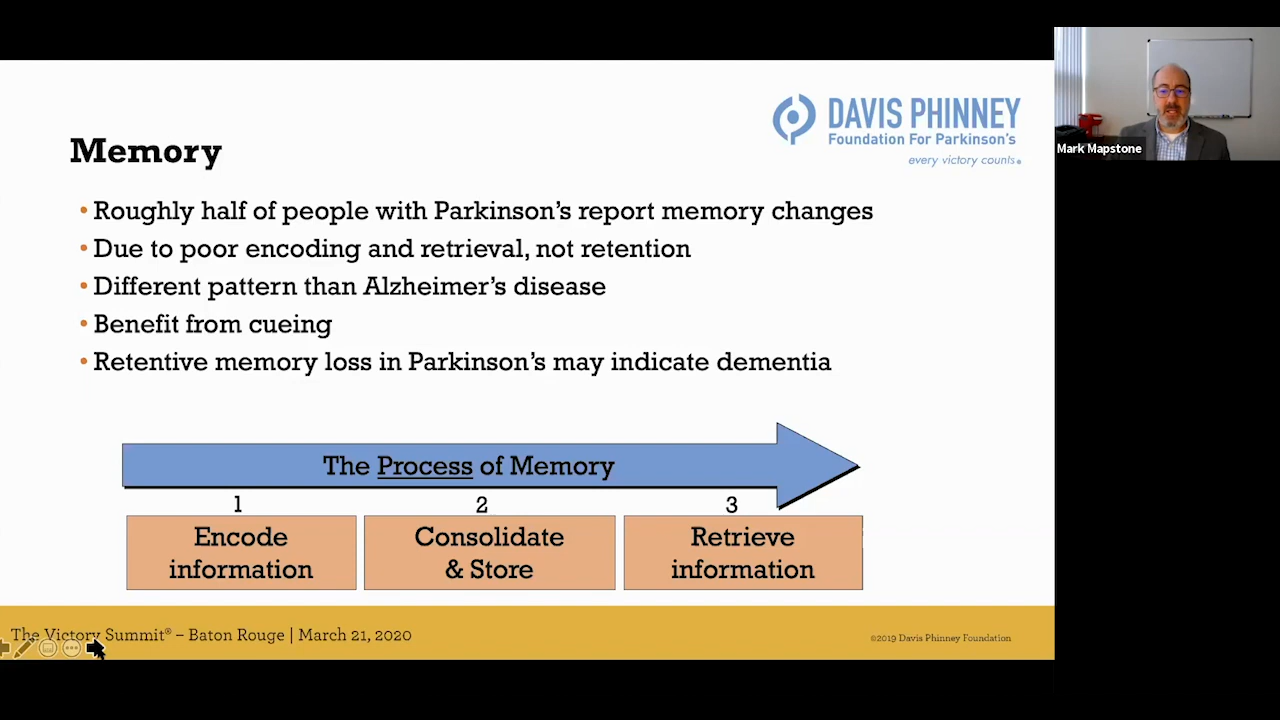 DAVIS PHINNEY
Foundation For Parkinson's
every victory counts.
Mark Mapstone
Memory
• Roughly half of people with Parkinson's report memory changes
• Due to poor encoding and retrieval, not retention
• Different pattern than Alzheimer's disease
• Benefit from cueing
• Retentive memory loss in Parkinson's may indicate dementia
The Process of Memory
1 2 3
Encode information
Consolidate & Store
Retrieve information
The Victory Summit® – Baton Rouge | March 21, 2020
©2019 Davis Phinney Foundation